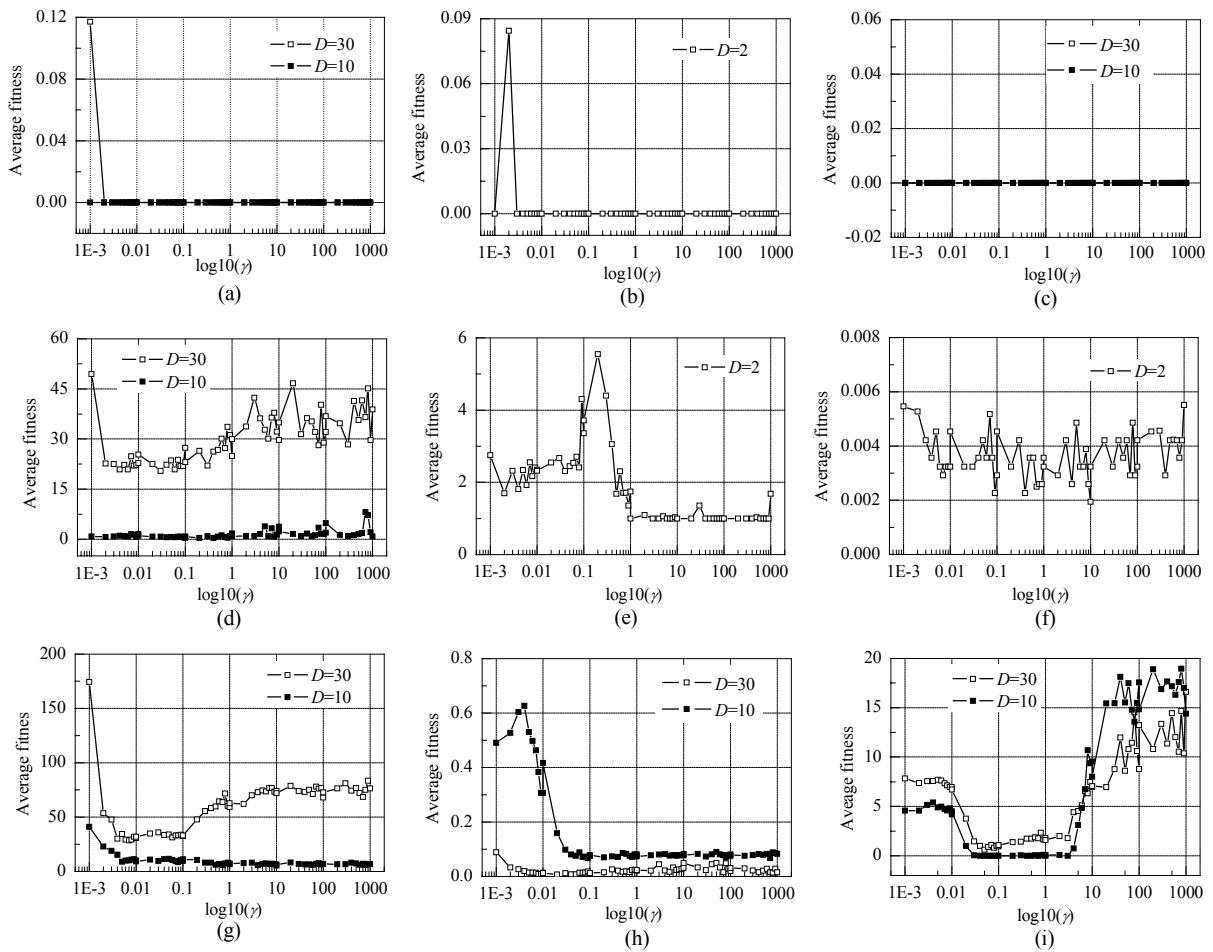 0.12
0.08
0.04
0.00
Average fitness
D=30
D=10
1E-3 0.01 0.1 1 10 100 1000
log10(γ)
(a)
0.09
0.06
0.03
0.00
Average fitness
D=2
1E-3 0.01 0.1 1 10 100 1000
log10(γ)
(b)
0.06
0.04
0.02
0.00
-0.02
Average fitness
D=30
D=10
1E-3 0.01 0.1 1 10 100 1000
log10(γ)
(c)
60
45
30
15
0
Average fitness
D=30
D=10
1E-3 0.01 0.1 1 10 100 1000
log10(γ)
(d)
6
4
2
0
Average fitness
D=2
1E-3 0.01 0.1 1 10 100 1000
log10(γ)
(e)
0.008
0.006
0.004
0.002
0.000
Average fitness
D=2
1E-3 0.01 0.1 1 10 100 1000
log10(γ)
(f)
200
150
100
50
0
Average fitnes
D=30
D=10
1E-3 0.01 0.1 1 10 100 1000
log10(γ)
(g)
0.8
0.6
0.4
0.2
0.0
Average fitness
D=30
D=10
1E-3 0.01 0.1 1 10 100 1000
log10(γ)
(h)
20
15
10
5
0
Aveage fitness
D=30
D=10
1E-3 0.01 0.1 1 10 100 1000
log10(γ)
(i)